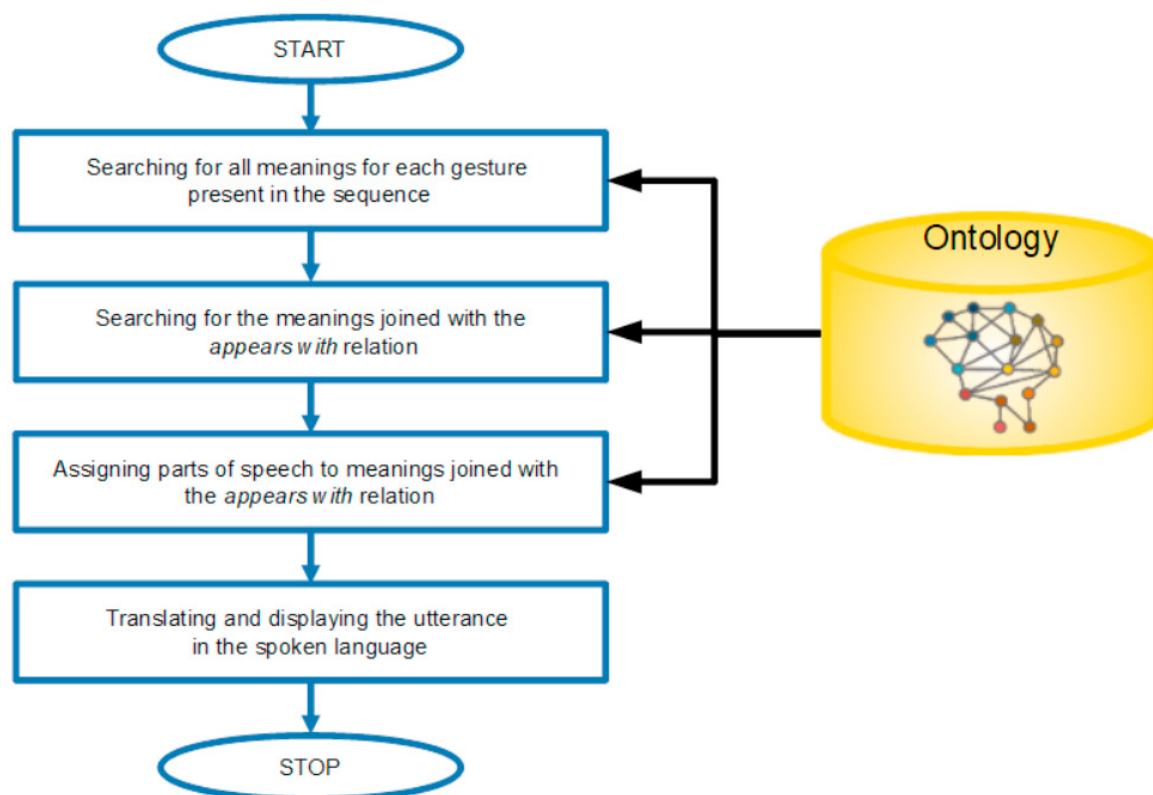 START
Searching for all meanings for each gesture
present in the sequence
Searching for the meanings joined with the
appears with relation
Assigning parts of speech to meanings joined with
the appears with relation
Translating and displaying the utterance
in the spoken language
STOP
Ontology